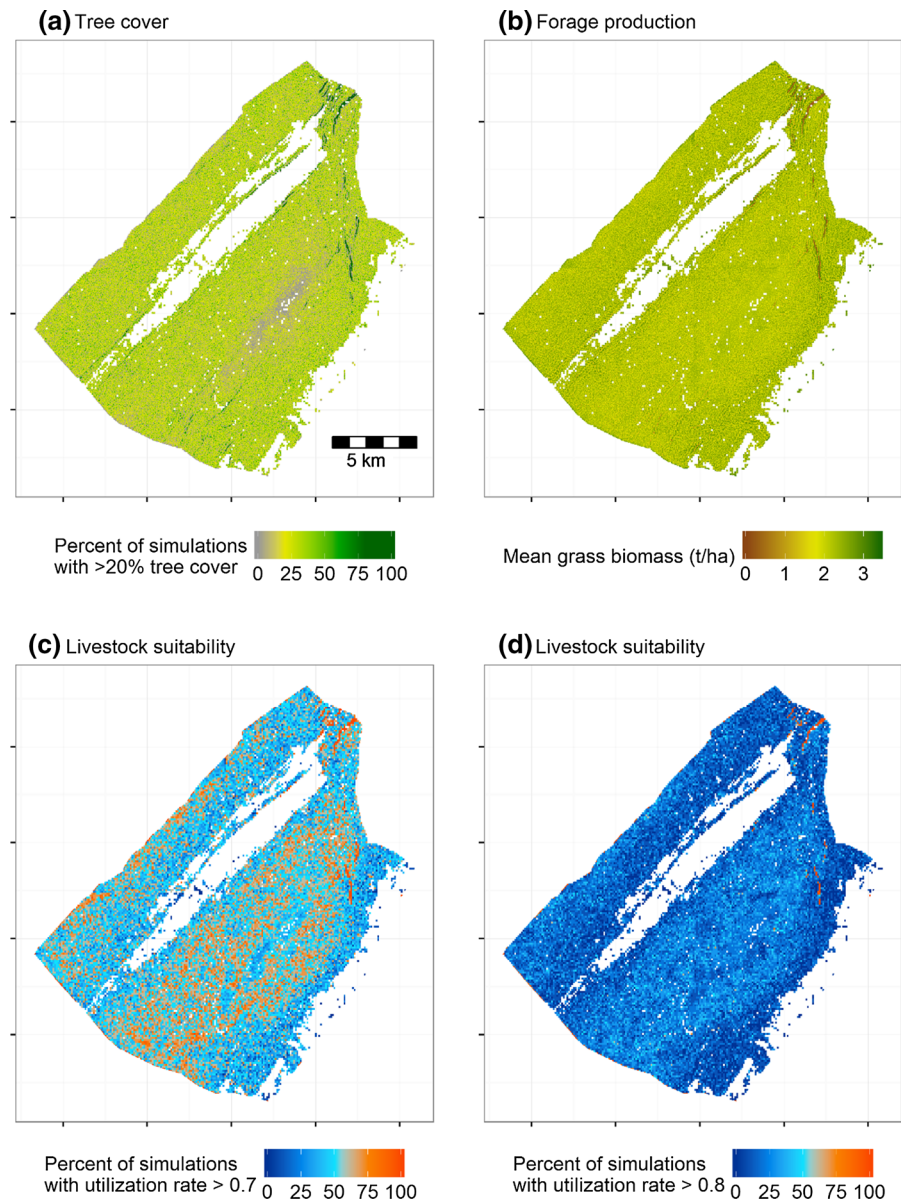 (a) Tree cover
(b) Forage production
5 km
Percent of simulations
with >20% tree cover
0 25 50 75 100
Mean grass biomass (t/ha)
0 1 2 3
(c) Livestock suitability
(d) Livestock suitability
Percent of simulations
with utilization rate > 0.7
0 25 50 75 100
Percent of simulations
with utilization rate > 0.8
0 25 50 75 100